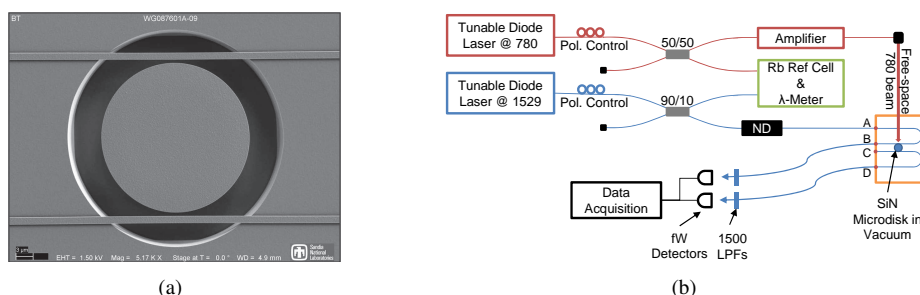 BT
WG087601A-09
3 µm
EHT = 1.50 kV
Mag = 5.17 K X
Stage at T = 0.0 °
WD = 4.9 mm
Sandia
National
Laboratories
(a)
Tunable Diode
Laser @ 780
Pol. Control
50/50
Amplifier
Free-space
780 beam
Tunable Diode
Laser @ 1529
Pol. Control
90/10
Rb Ref Cell
&
λ-Meter
ND
A
B
C
D
Data
Acquisition
fW
Detectors
1500
LPFs
SiN
Microdisk in
Vacuum
(b)